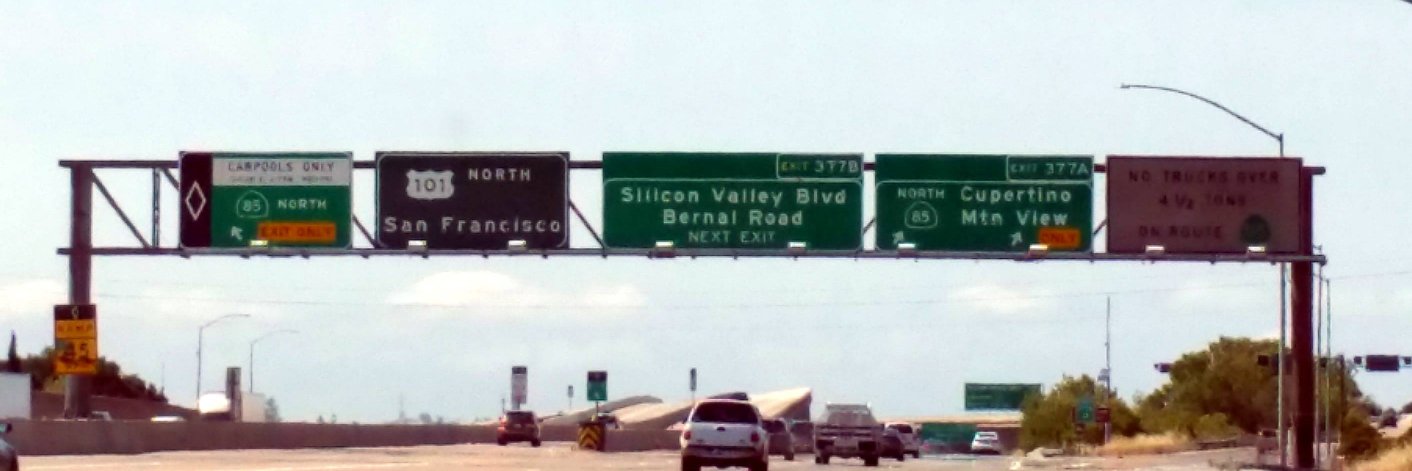 CARPOOLS ONLY
85 NORTH
EXIT ONLY
101 NORTH
San Francisco
EXIT 377B
Silicon Valley Blvd
Bernal Road
NEXT EXIT
EXIT 377A
NORTH Cupertino
85 Mtn View
ONLY
NO TRUCKS OVER
4 1/2 TONS
ON ROUTE
RAMP